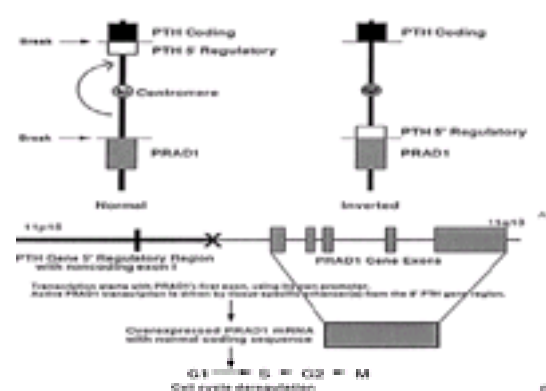 PTH Coding
Break
PTH 5' Regulatory
Centromere
Break
PRAD1
Normal
PTH Coding
PTH 5' Regulatory
PRAD1
Inverted
11p15
11q13
PTH Gene 5' Regulatory Region
with noncoding exon I
PRAD1 Gene Exons
Transcription starts with PRAD1's first exon, using its own promoter.
Active PRAD1 transcription is driven by tissue-specific enhancer(s) from the 5' PTH gene region.
Overexpressed PRAD1 mRNA
with normal coding sequence
G1 S G2 M
Cell cycle deregulation